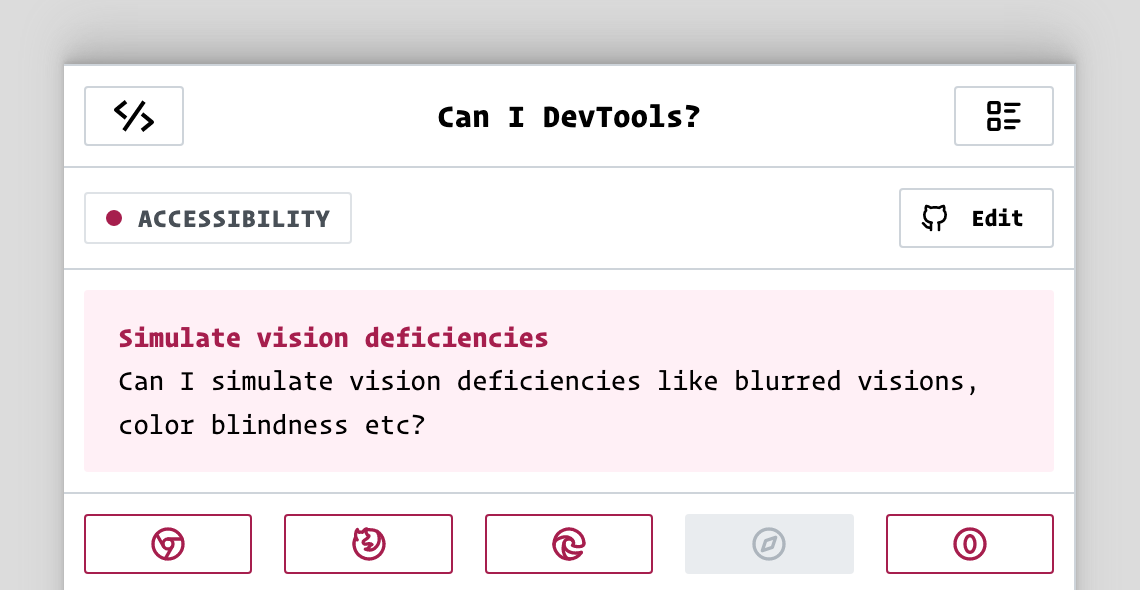 Can I DevTools?
ACCESSIBILITY
Edit
Simulate vision deficiencies
Can I simulate vision deficiencies like blurred visions,
color blindness etc?